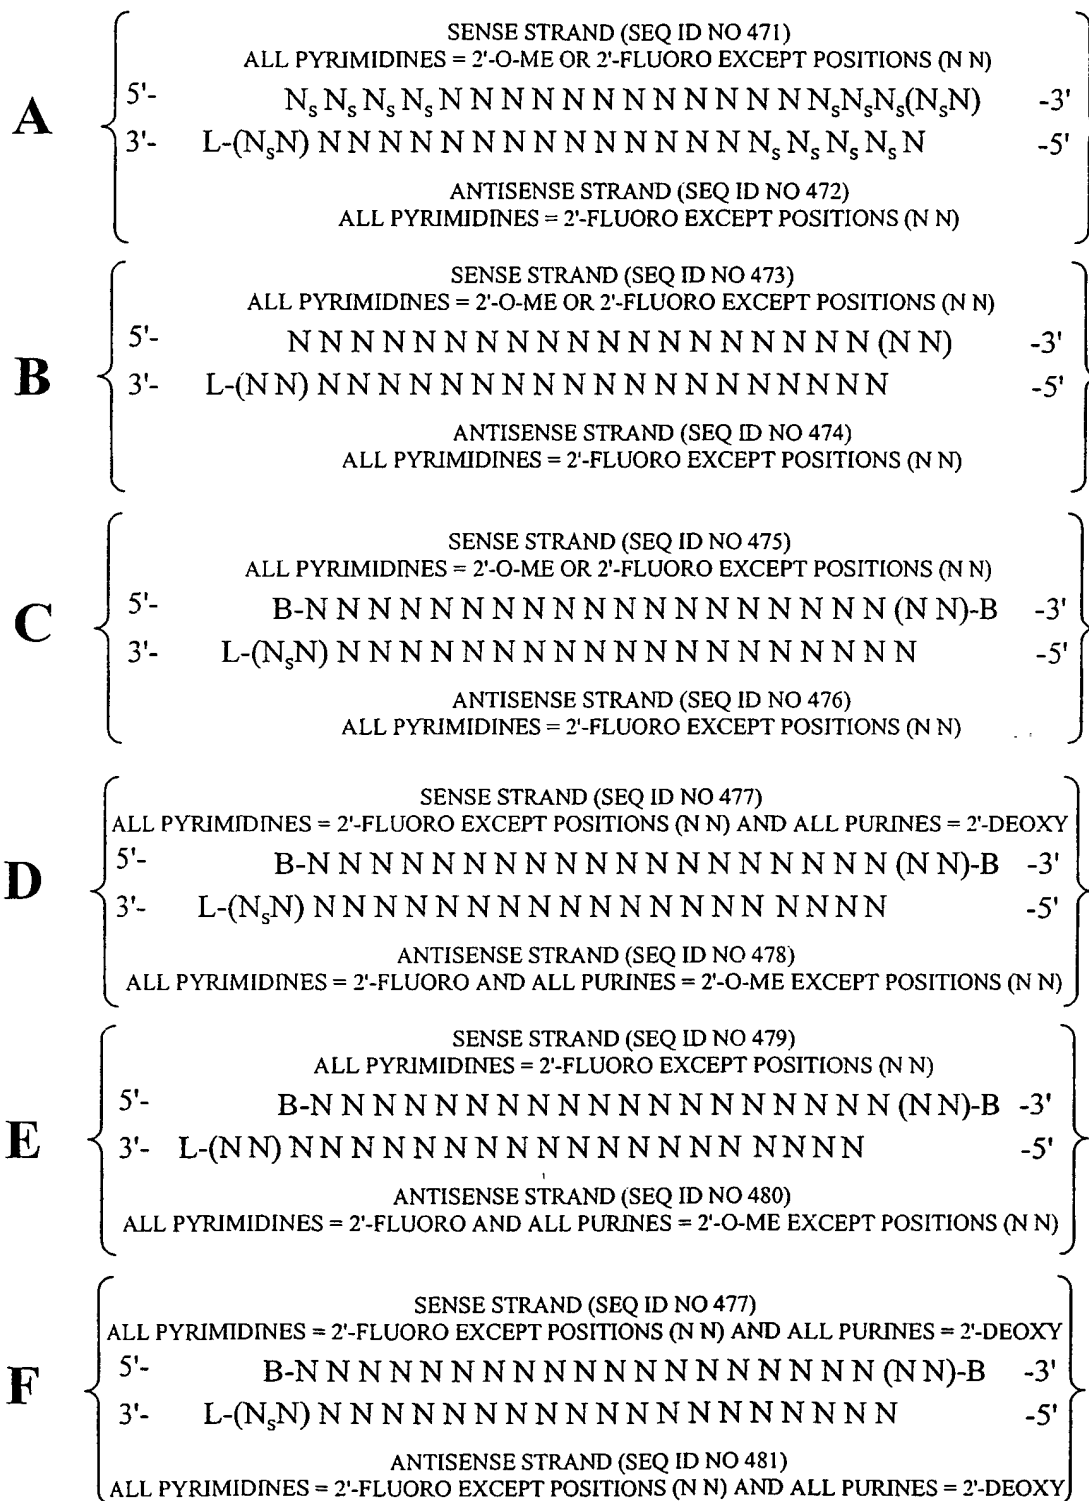 SENSE STRAND (SEQ ID NO 471)
ALL PYRIMIDINES = 2'-O-ME OR 2'-FLUORO EXCEPT POSITIONS (N N)
A
5'- NₛNₛNₛNₛN N N N N N N N N N N N NₛNₛNₛ(NₛN) -3'
3'- L-(NₛN) N N N N N N N N N N N N N N NₛNₛNₛNₛN -5'
ANTISENSE STRAND (SEQ ID NO 472)
ALL PYRIMIDINES = 2'-FLUORO EXCEPT POSITIONS (N N)
SENSE STRAND (SEQ ID NO 473)
ALL PYRIMIDINES = 2'-O-ME OR 2'-FLUORO EXCEPT POSITIONS (N N)
B
5'- N N N N N N N N N N N N N N N N N N N (N N) -3'
3'- L-(N N) N N N N N N N N N N N N N N N N N N N -5'
ANTISENSE STRAND (SEQ ID NO 474)
ALL PYRIMIDINES = 2'-FLUORO EXCEPT POSITIONS (N N)
SENSE STRAND (SEQ ID NO 475)
ALL PYRIMIDINES = 2'-O-ME OR 2'-FLUORO EXCEPT POSITIONS (N N)
C
5'- B-N N N N N N N N N N N N N N N N N N N (N N)-B -3'
3'- L-(NₛN) N N N N N N N N N N N N N N N N N N N -5'
ANTISENSE STRAND (SEQ ID NO 476)
ALL PYRIMIDINES = 2'-FLUORO EXCEPT POSITIONS (N N)
SENSE STRAND (SEQ ID NO 477)
ALL PYRIMIDINES = 2'-FLUORO EXCEPT POSITIONS (N N) AND ALL PURINES = 2'-DEOXY
D
5'- B-N N N N N N N N N N N N N N N N N N N (N N)-B -3'
3'- L-(NₛN) N N N N N N N N N N N N N N N N N N N -5'
ANTISENSE STRAND (SEQ ID NO 478)
ALL PYRIMIDINES = 2'-FLUORO AND ALL PURINES = 2'-O-ME EXCEPT POSITIONS (N N)
SENSE STRAND (SEQ ID NO 479)
ALL PYRIMIDINES = 2'-FLUORO EXCEPT POSITIONS (N N)
E
5'- B-N N N N N N N N N N N N N N N N N N N (N N)-B -3'
3'- L-(N N) N N N N N N N N N N N N N N N N N N N -5'
ANTISENSE STRAND (SEQ ID NO 480)
ALL PYRIMIDINES = 2'-FLUORO AND ALL PURINES = 2'-O-ME EXCEPT POSITIONS (N N)
SENSE STRAND (SEQ ID NO 477)
ALL PYRIMIDINES = 2'-FLUORO EXCEPT POSITIONS (N N) AND ALL PURINES = 2'-DEOXY
F
5'- B-N N N N N N N N N N N N N N N N N N N (N N)-B -3'
3'- L-(NₛN) N N N N N N N N N N N N N N N N N N N -5'
ANTISENSE STRAND (SEQ ID NO 481)
ALL PYRIMIDINES = 2'-FLUORO EXCEPT POSITIONS (N N) AND ALL PURINES = 2'-DEOXY